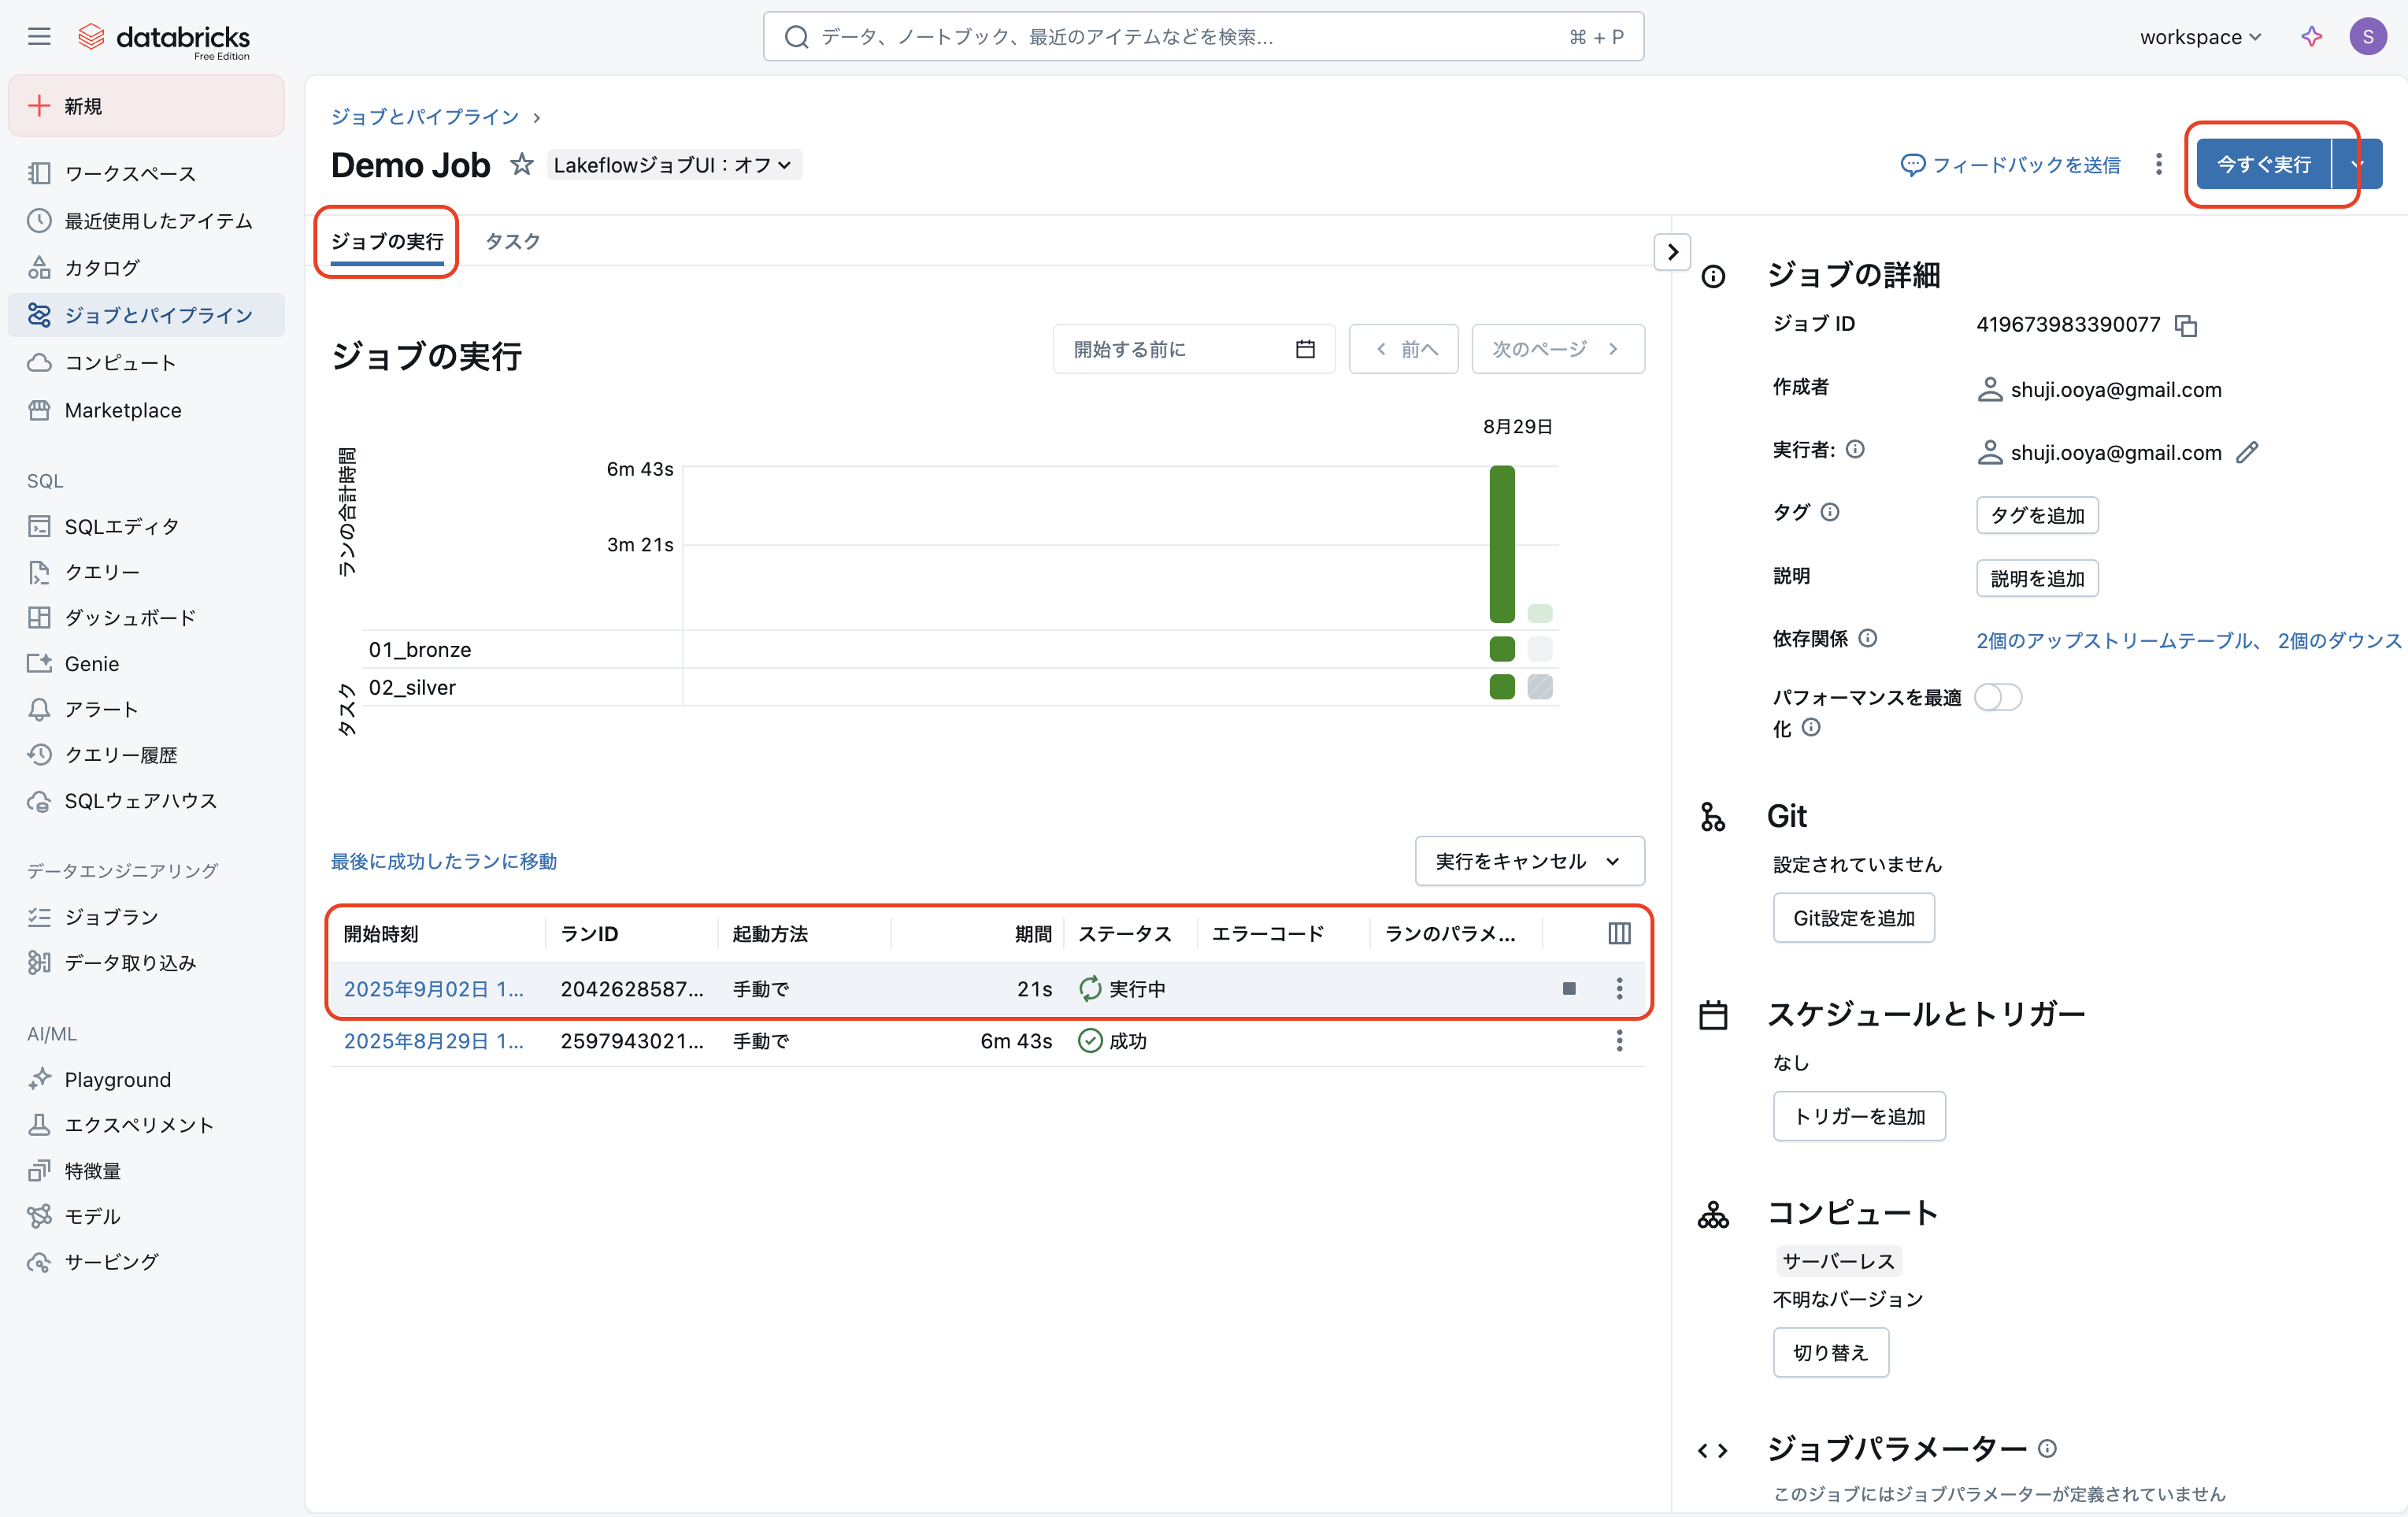 databricks
Free Edition
データ、ノートブック、最近のアイテムなどを検索...
⌘ + P
workspace
S
新規
ワークスペース
最近使用したアイテム
カタログ
ジョブとパイプライン
コンピュート
Marketplace
SQL
SQLエディタ
クエリー
ダッシュボード
Genie
アラート
クエリー履歴
SQLウェアハウス
データエンジニアリング
ジョブラン
データ取り込み
AI/ML
Playground
エクスペリメント
特徴量
モデル
サービング
ジョブとパイプライン ›
Demo Job
LakeflowジョブUI：オフ
フィードバックを送信
今すぐ実行
ジョブの実行
タスク
ジョブの実行
開始する前に
前へ
次のページ
8月29日
ランの合計時間
6m 43s
3m 21s
タスク
01_bronze
02_silver
最後に成功したランに移動
実行をキャンセル
開始時刻 ランID 起動方法 期間 ステータス エラーコード ランのパラメ...
2025年9月02日 1... 2042628587... 手動で 21s 実行中
2025年8月29日 1... 2597943021... 手動で 6m 43s 成功
ジョブの詳細
ジョブ ID 419673983390077
作成者 shuji.ooya@gmail.com
実行者: shuji.ooya@gmail.com
タグ タグを追加
説明 説明を追加
依存関係 2個のアップストリームテーブル、 2個のダウンス
パフォーマンスを最適
化
Git
設定されていません
Git設定を追加
スケジュールとトリガー
なし
トリガーを追加
コンピュート
サーバーレス
不明なバージョン
切り替え
ジョブパラメーター
このジョブにはジョブパラメーターが定義されていません